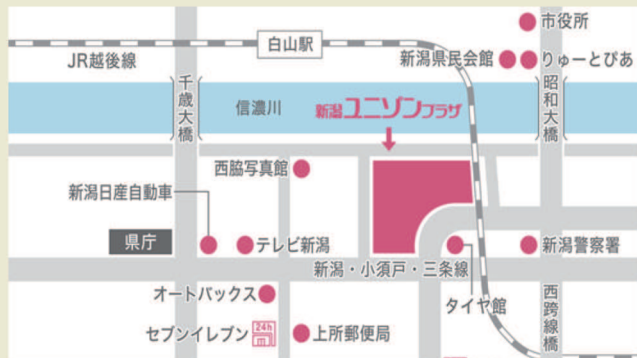 市役所
白山駅
JR越後線
新潟県民会館
りゅーとぴあ
千歳大橋
信濃川
新潟ユニゾンプラザ
昭和大橋
西脇写真館
新潟日産自動車
県庁
テレビ新潟
新潟警察署
新潟・小須戸・三条線
オートバックス
タイヤ館
西跨線橋
セブンイレブン
24h
上所郵便局